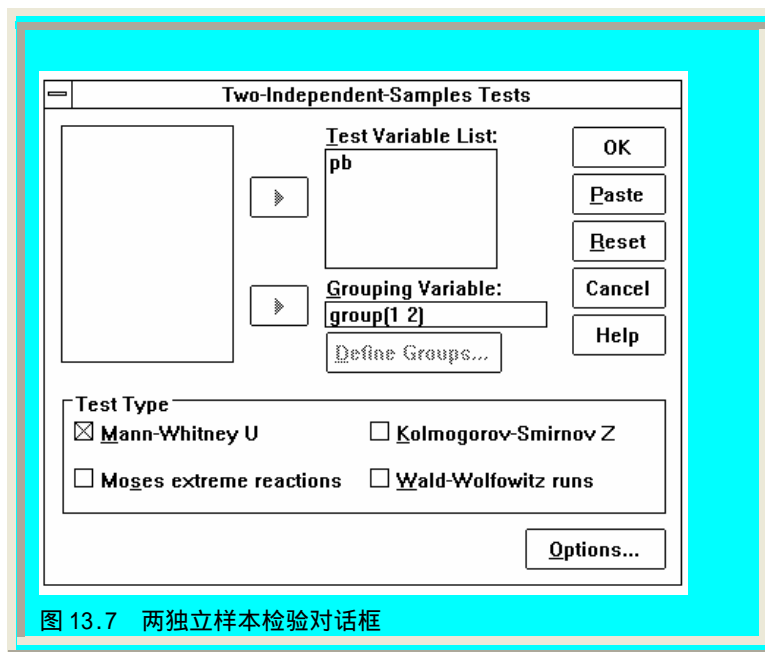 Two-Independent-Samples Tests
Test Variable List:
pb
OK
Paste
Reset
Cancel
Help
Grouping Variable:
group(1 2)
Define Groups...
Test Type
Mann-Whitney U
Kolmogorov-Smirnov Z
Moses extreme reactions
Wald-Wolfowitz runs
Options...
图 13.7 两独立样本检验对话框